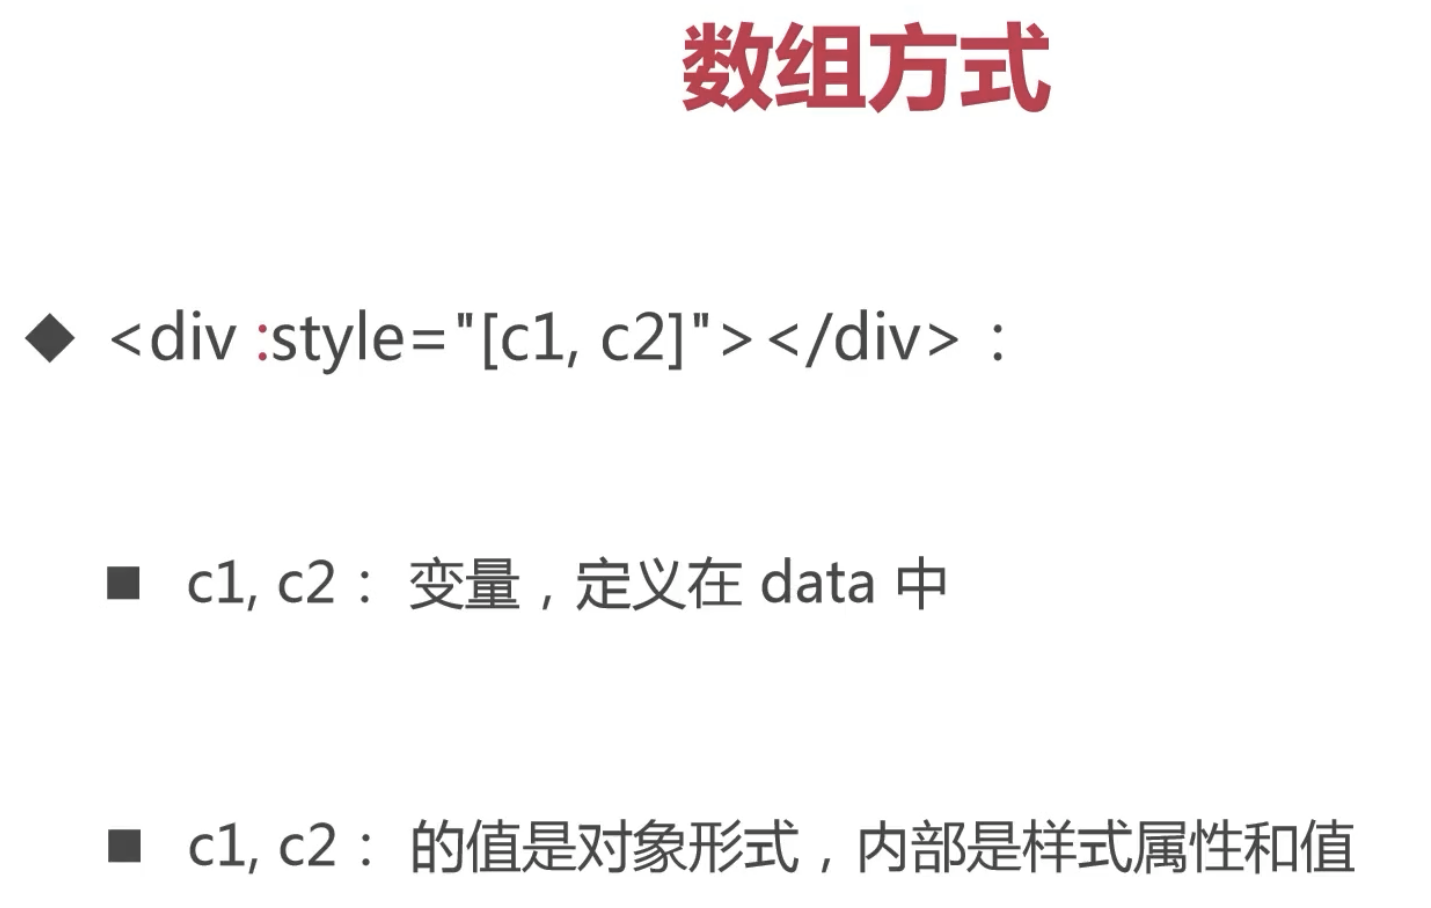 数组方式
<div :style="[c1, c2]"></div>：
c1, c2： 变量，定义在 data 中
c1, c2： 的值是对象形式，内部是样式属性和值